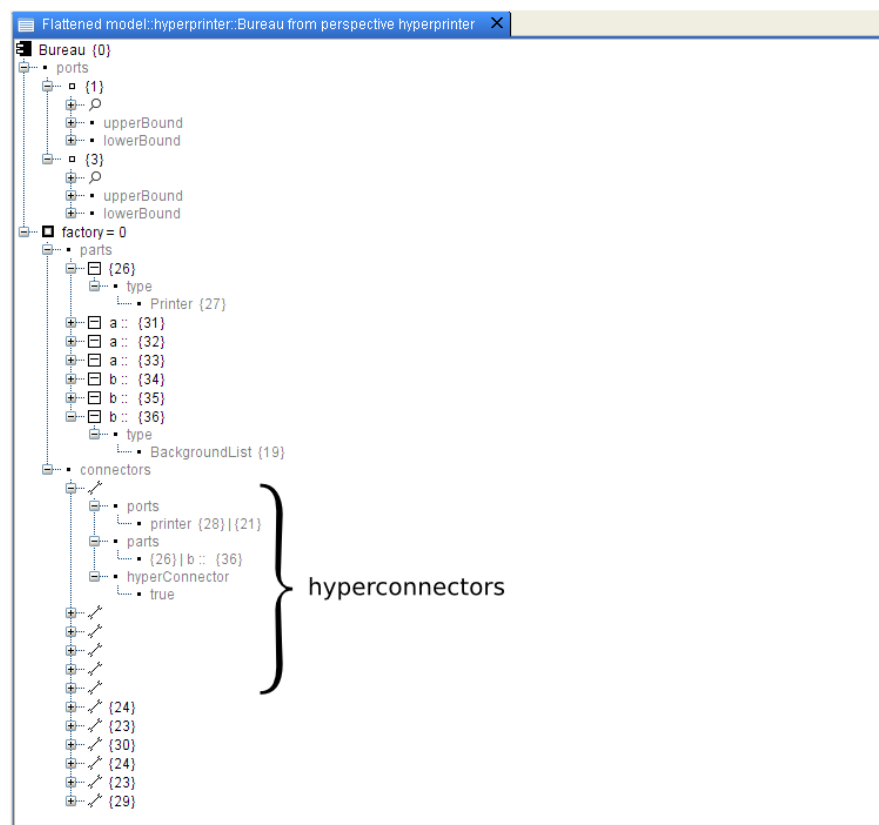 Flattened model::hyperprinter::Bureau from perspective hyperprinter
Bureau {0}
ports
{1}
upperBound
lowerBound
{3}
upperBound
lowerBound
factory = 0
parts
{26}
type
Printer {27}
a :: {31}
a :: {32}
a :: {33}
b :: {34}
b :: {35}
b :: {36}
type
BackgroundList {19}
connectors
ports
printer {28}|{21}
parts
{26}|b :: {36}
hyperConnector
true
hyperconnectors
{24}
{23}
{30}
{24}
{23}
{29}